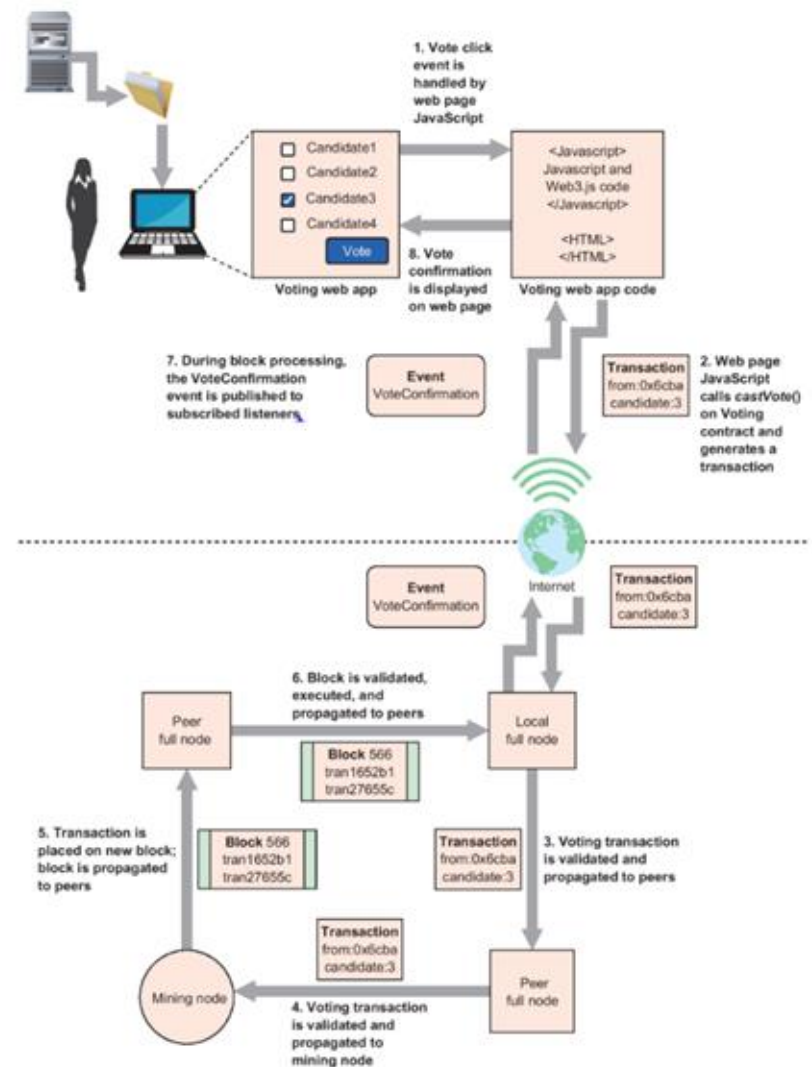 1. Vote click
event is
handled by
web page
JavaScript
Candidate1
Candidate2
Candidate3
Candidate4
Vote
Voting web app
<Javascript>
Javascript and
Web3.js code
</Javascript>
<HTML>
</HTML>
Voting web app code
8. Vote
confirmation
is displayed
on web page
7. During block processing,
the VoteConfirmation
event is published to
subscribed listeners
Event
VoteConfirmation
Transaction
from:0x6cba
candidate:3
2. Web page
JavaScript
calls castVote()
on Voting
contract and
generates a
transaction
Internet
Event
VoteConfirmation
Transaction
from:0x6cba
candidate:3
6. Block is validated,
executed, and
propagated to peers
Peer
full node
Local
full node
Block 566
tran1652b1
tran27655c
5. Transaction is
placed on new block;
block is propagated
to peers
Block 566
tran1652b1
tran27655c
Transaction
from:0x6cba
candidate:3
3. Voting transaction
is validated and
propagated to peers
Transaction
from:0x6cba
candidate:3
Mining node
Peer
full node
4. Voting transaction
is validated and
propagated to
mining node